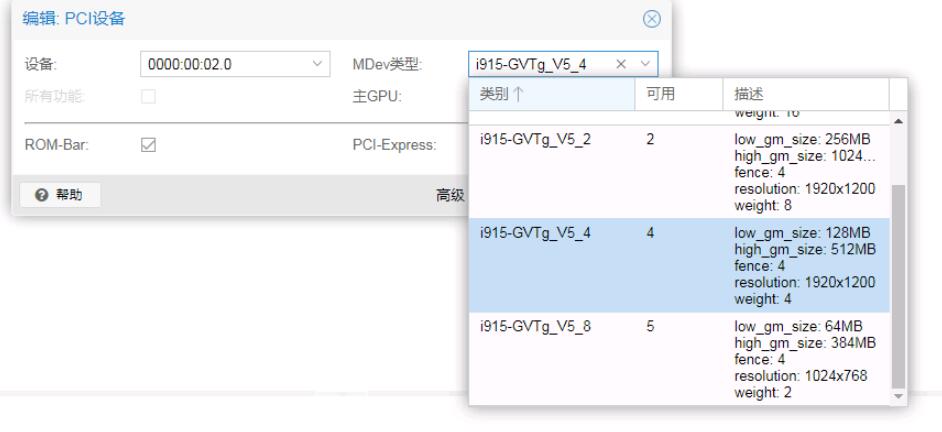 编辑: PCI设备
设备: 0000:00:02.0 MDev类型: i915-GVTg_V5_4
所有功能: 主GPU:
ROM-Bar: PCI-Express:
帮助 高级
类别 可用 描述
weight: 16
i915-GVTg_V5_2 2 low_gm_size: 256MB
high_gm_size: 1024...
fence: 4
resolution: 1920x1200
weight: 8
i915-GVTg_V5_4 4 low_gm_size: 128MB
high_gm_size: 512MB
fence: 4
resolution: 1920x1200
weight: 4
i915-GVTg_V5_8 5 low_gm_size: 64MB
high_gm_size: 384MB
fence: 4
resolution: 1024x768
weight: 2